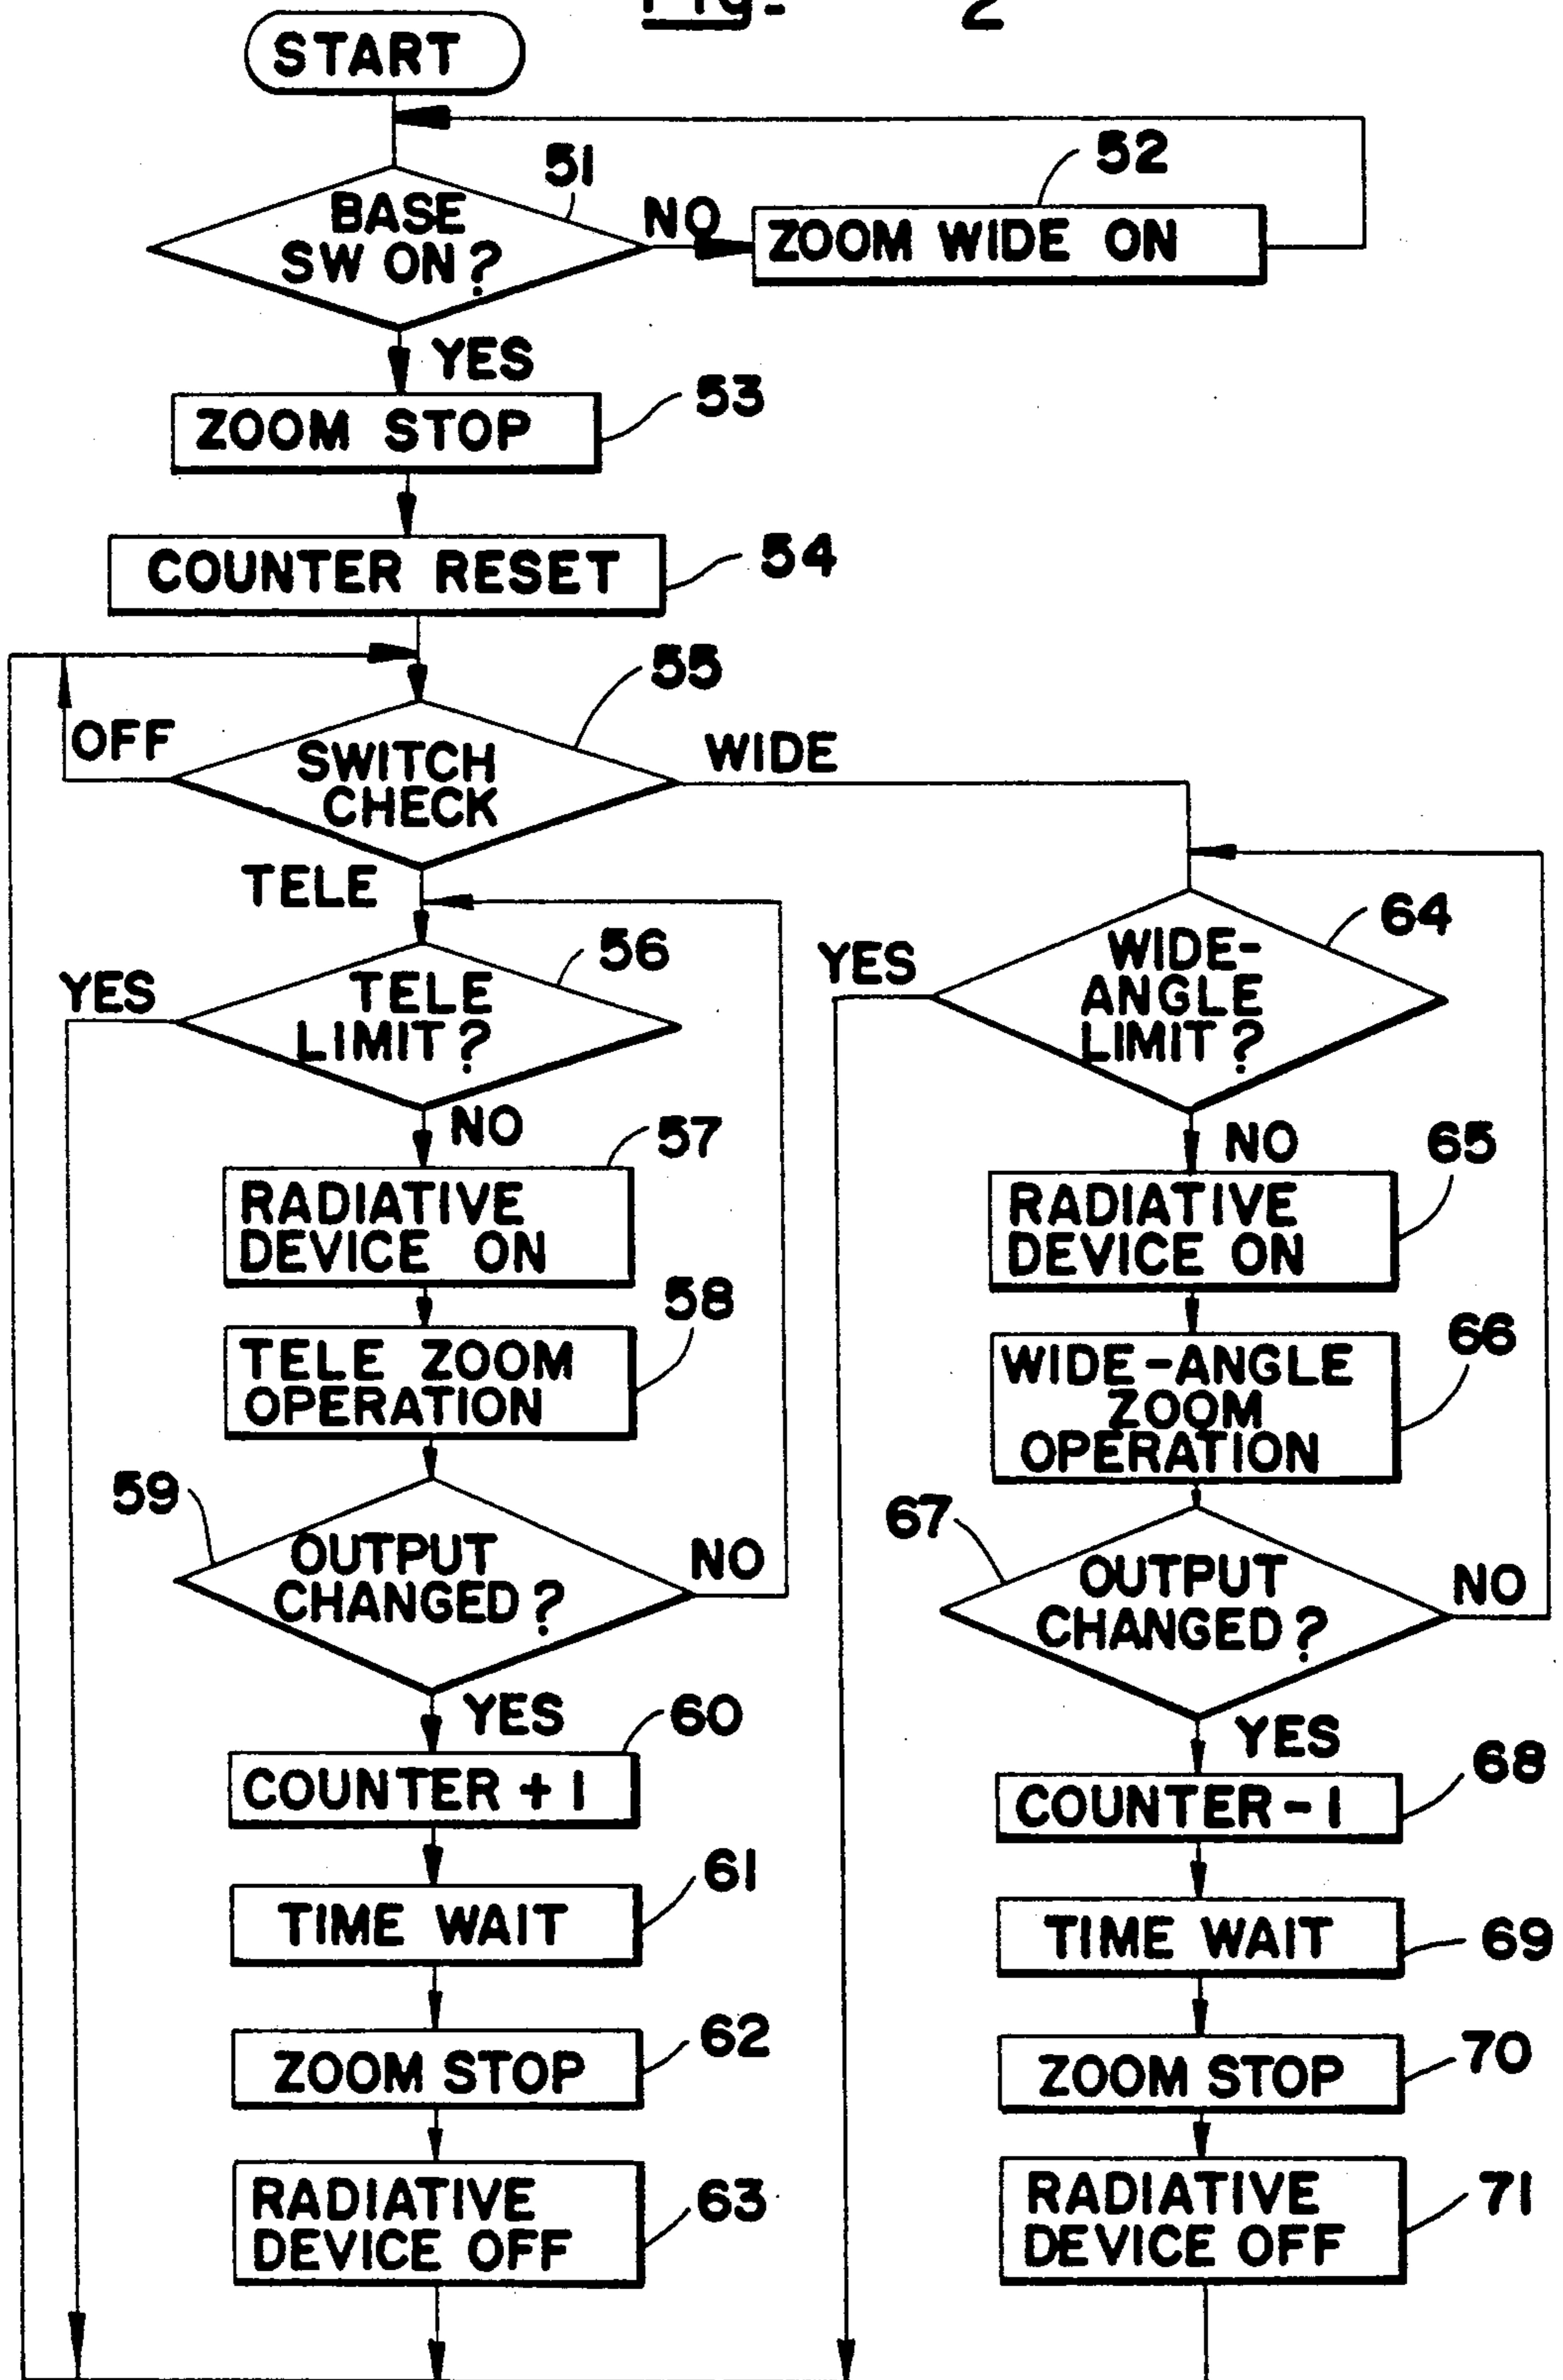 Fig. 2
START
51
BASE
SW ON?
NO
52
ZOOM WIDE ON
YES
53
ZOOM STOP
54
COUNTER RESET
55
OFF
SWITCH
CHECK
WIDE
TELE
56
YES
TELE
LIMIT?
NO
57
RADIATIVE
DEVICE ON
58
TELE ZOOM
OPERATION
59
OUTPUT
CHANGED?
NO
YES
60
COUNTER + 1
61
TIME WAIT
62
ZOOM STOP
63
RADIATIVE
DEVICE OFF
64
YES
WIDE-
ANGLE
LIMIT?
NO
65
RADIATIVE
DEVICE ON
66
WIDE-ANGLE
ZOOM
OPERATION
67
OUTPUT
CHANGED?
NO
YES
68
COUNTER - 1
69
TIME WAIT
70
ZOOM STOP
71
RADIATIVE
DEVICE OFF